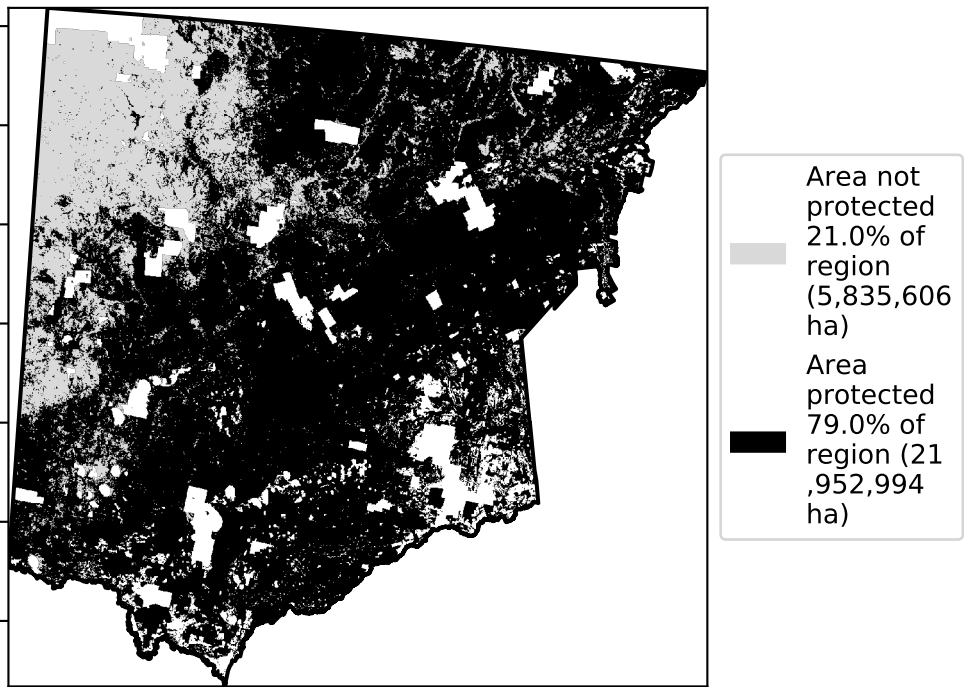 Area not
protected
21.0% of
region
(5,835,606
ha)
Area
protected
79.0% of
region (21
,952,994
ha)